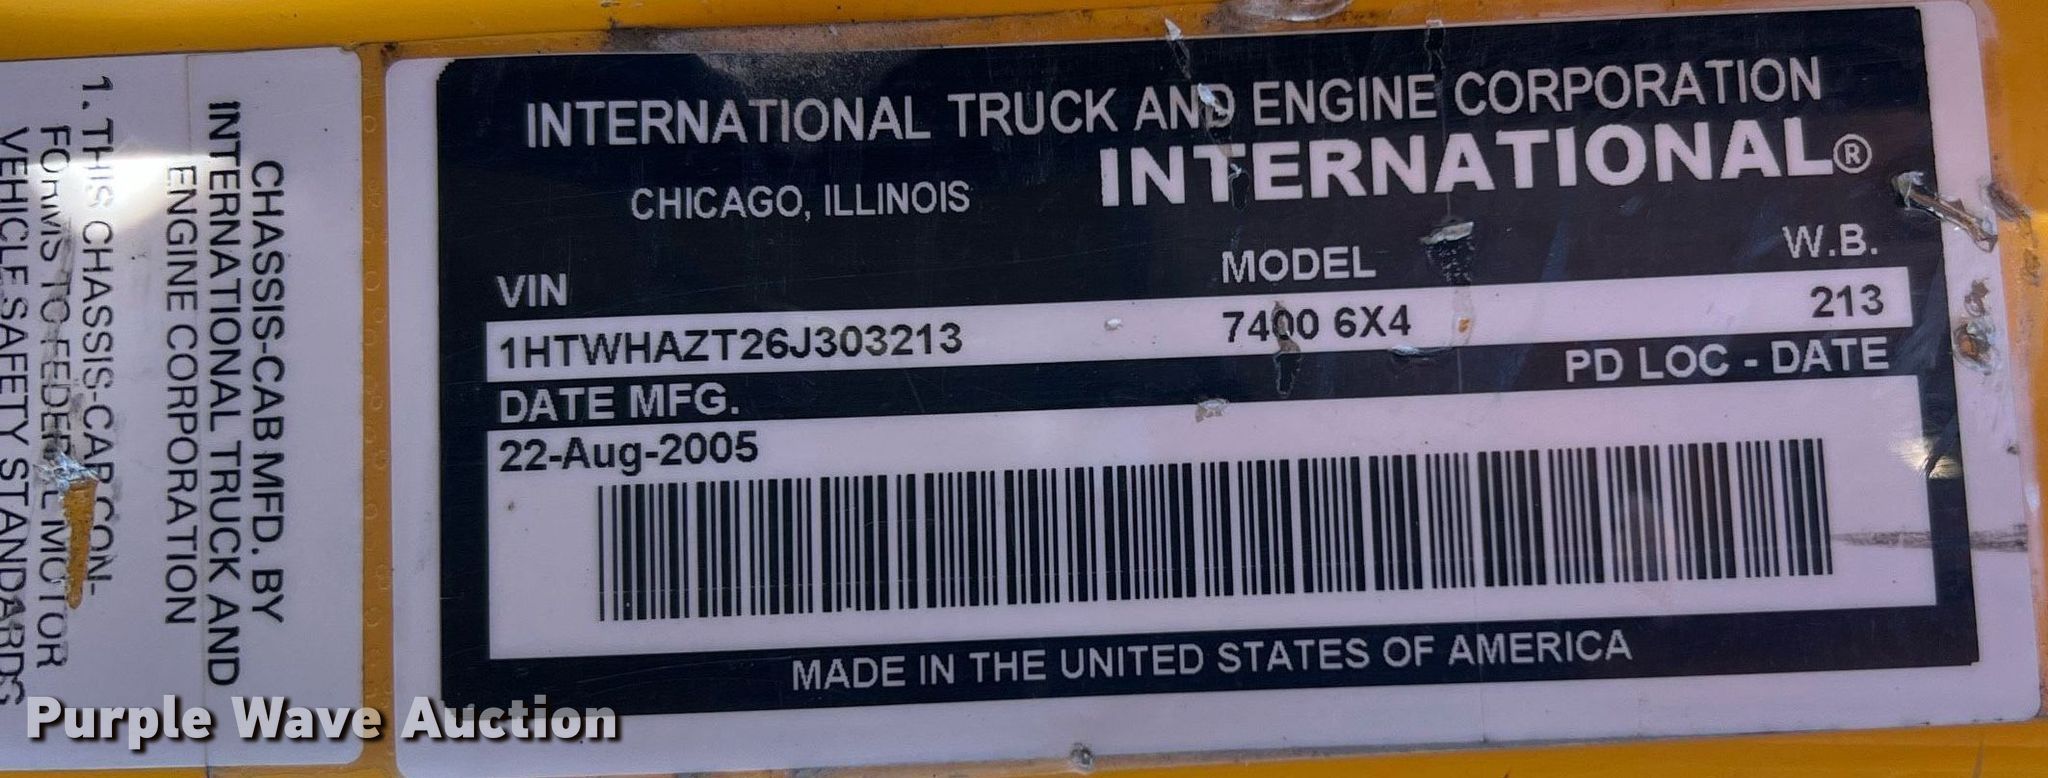 CHASSIS-CAB MFD. BY
INTERNATIONAL TRUCK AND
ENGINE CORPORATION
1. THIS CHASSIS-CAB CON-
FORMS TO FEDERAL MOTOR
VEHICLE SAFETY STANDARDS
INTERNATIONAL TRUCK AND ENGINE CORPORATION
CHICAGO, ILLINOIS
INTERNATIONAL®
VIN MODEL W.B.
1HTWHAZT26J303213 7400 6X4 213
DATE MFG. PD LOC - DATE
22-Aug-2005
MADE IN THE UNITED STATES OF AMERICA
Purple Wave Auction